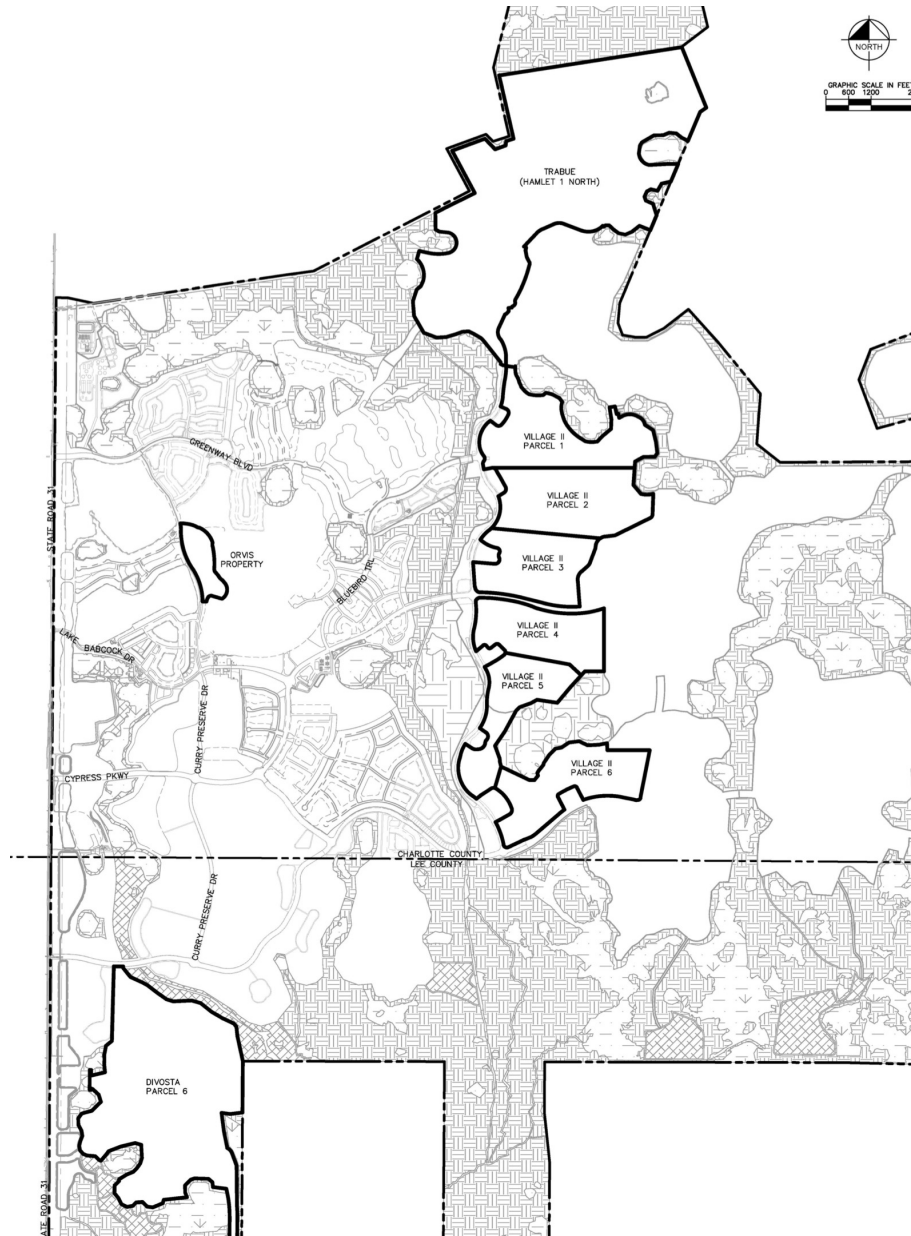 NORTH
GRAPHIC SCALE IN FEET
0 600 1200
TRABUE
(HAMLET 1 NORTH)
VILLAGE II
PARCEL 1
GREENWAY BLVD
VILLAGE II
PARCEL 2
STATE ROAD 31
ORVIS
PROPERTY
VILLAGE II
PARCEL 3
BLUEBIRD TRL
VILLAGE II
PARCEL 4
LAKE BABCOCK DR
VILLAGE II
PARCEL 5
CURRY PRESERVE DR
VILLAGE II
PARCEL 6
CYPRESS PKWY
CHARLOTTE COUNTY
LEE COUNTY
CURRY PRESERVE DR
DIVOSTA
PARCEL 6
ATE ROAD 31